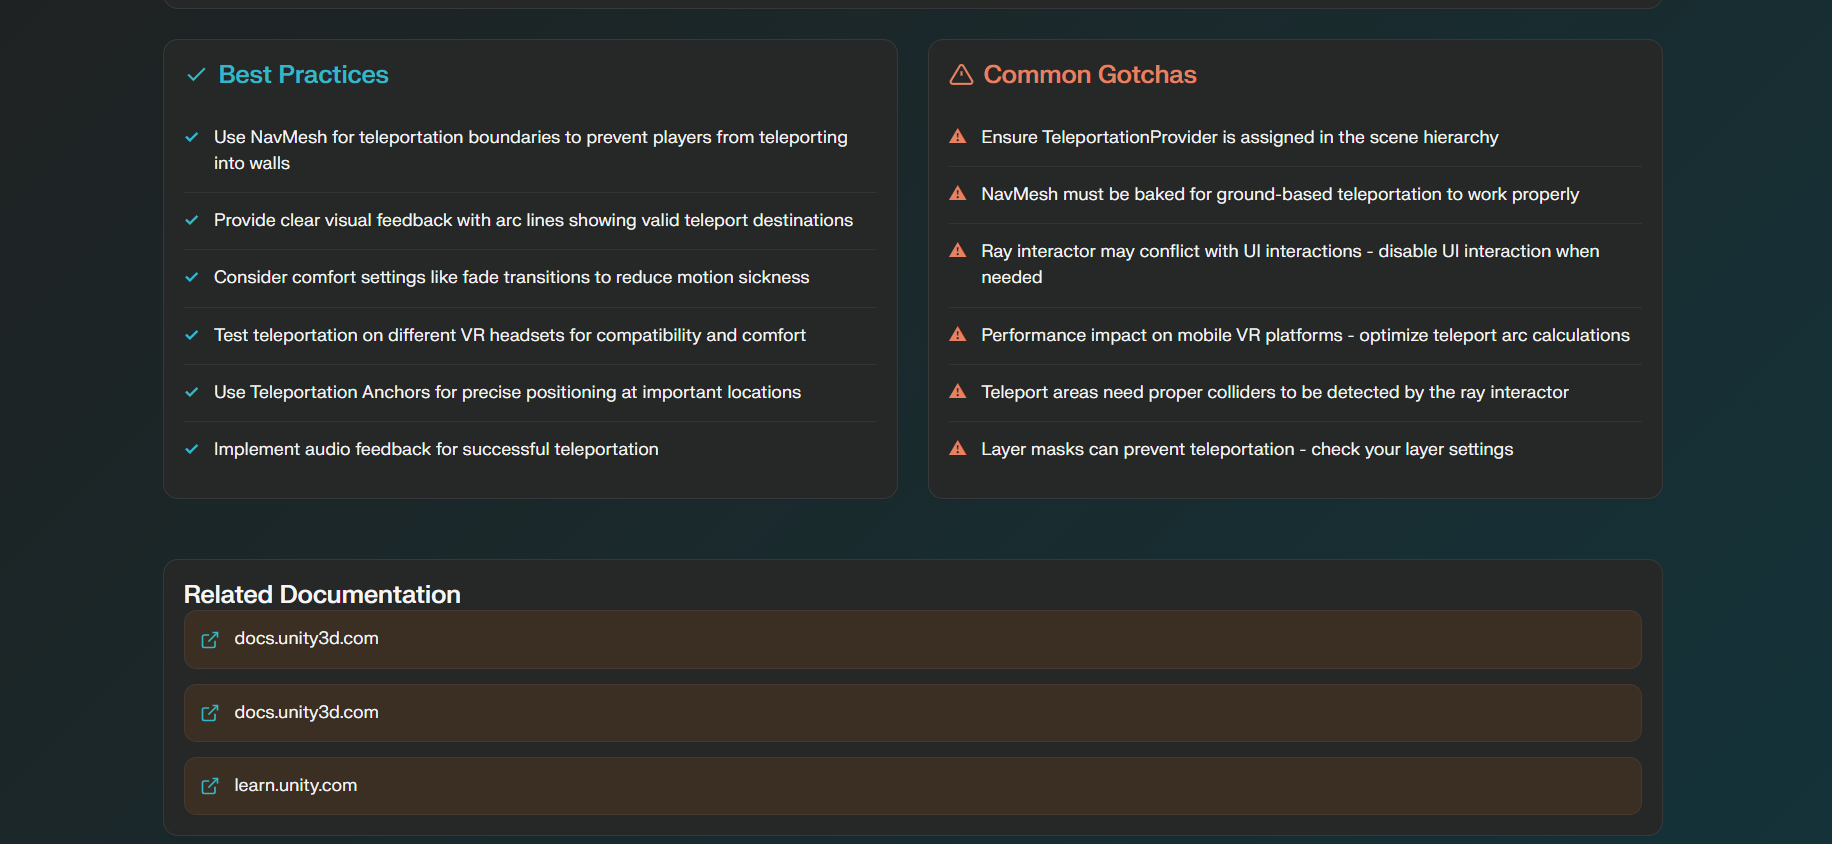 Best Practices
Use NavMesh for teleportation boundaries to prevent players from teleporting
into walls
Provide clear visual feedback with arc lines showing valid teleport destinations
Consider comfort settings like fade transitions to reduce motion sickness
Test teleportation on different VR headsets for compatibility and comfort
Use Teleportation Anchors for precise positioning at important locations
Implement audio feedback for successful teleportation
Common Gotchas
Ensure TeleportationProvider is assigned in the scene hierarchy
NavMesh must be baked for ground-based teleportation to work properly
Ray interactor may conflict with UI interactions - disable UI interaction when
needed
Performance impact on mobile VR platforms - optimize teleport arc calculations
Teleport areas need proper colliders to be detected by the ray interactor
Layer masks can prevent teleportation - check your layer settings
Related Documentation
docs.unity3d.com
docs.unity3d.com
learn.unity.com